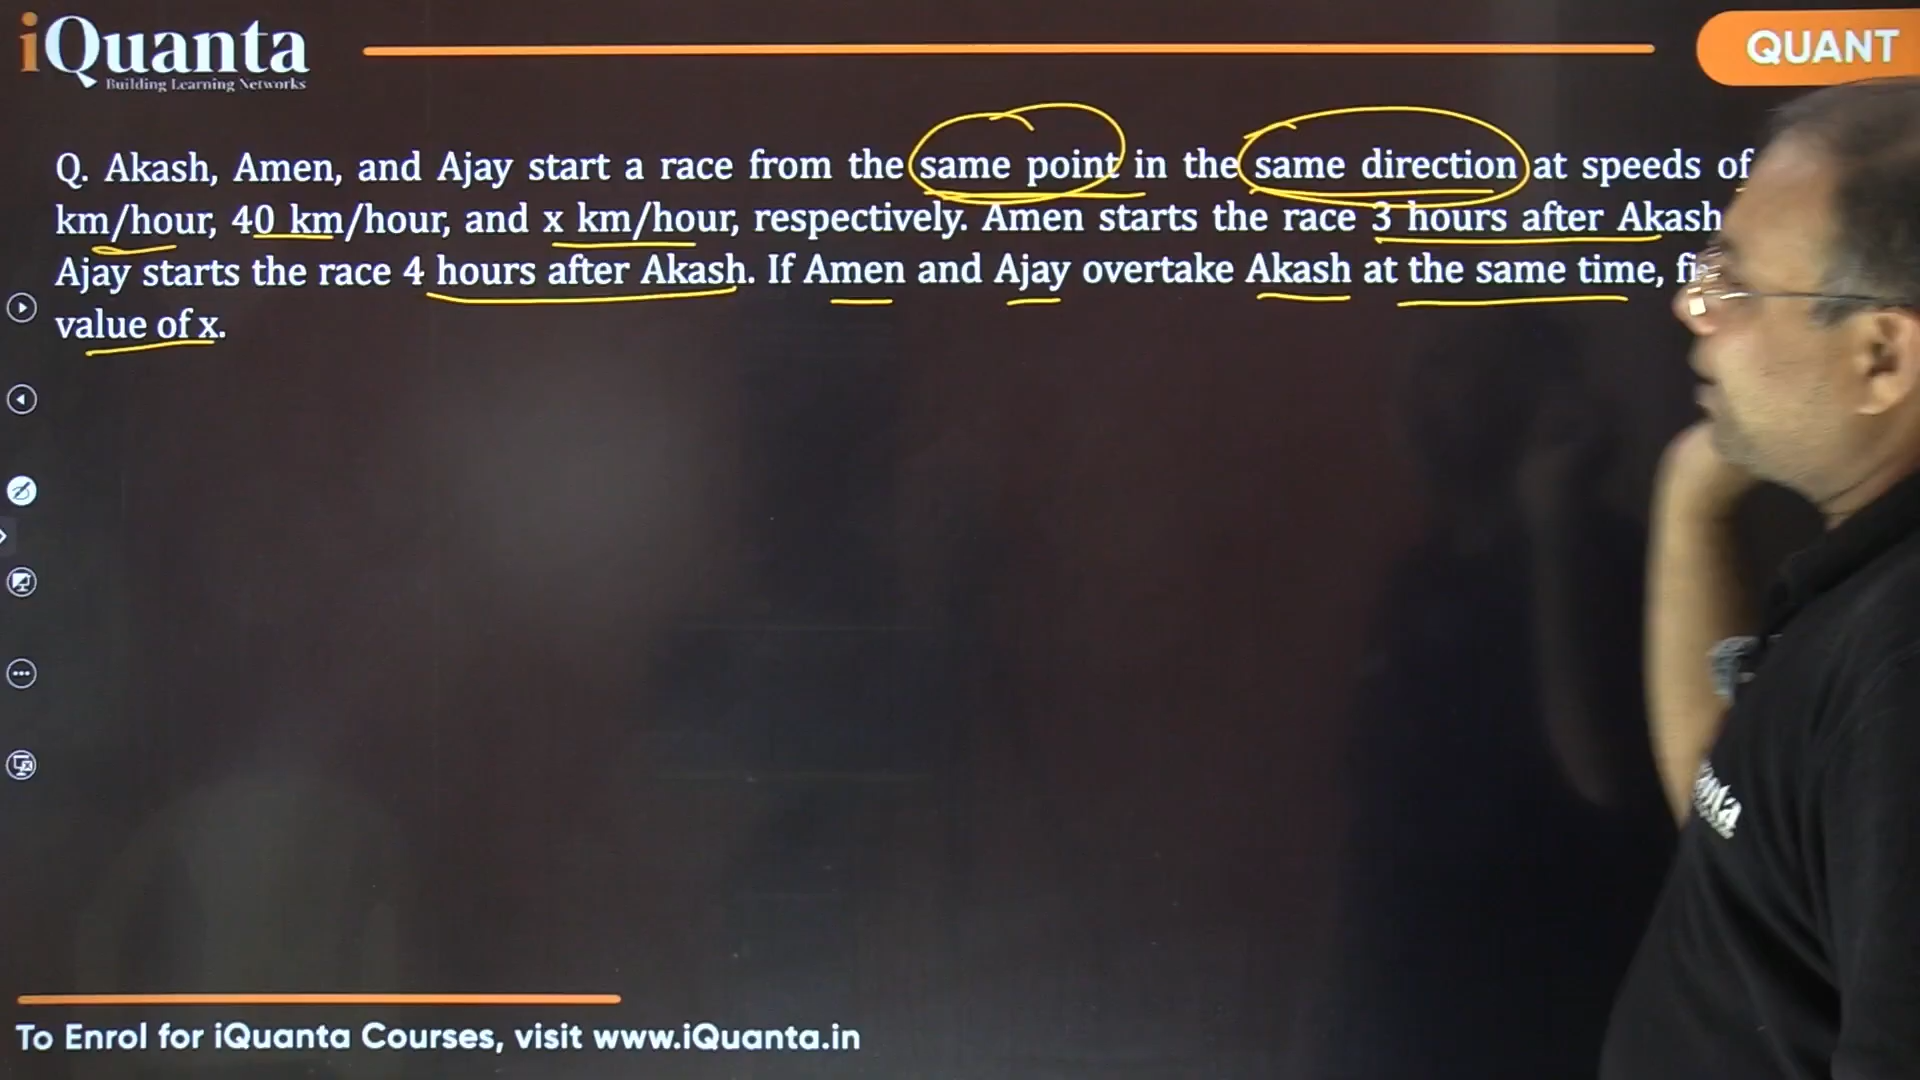 iQuanta
Building Learning Networks
QUANT
Q. Akash, Amen, and Ajay start a race from the same point in the same direction at speeds of
km/hour, 40 km/hour, and x km/hour, respectively. Amen starts the race 3 hours after Akash
Ajay starts the race 4 hours after Akash. If Amen and Ajay overtake Akash at the same time,
value of x.
To Enrol for iQuanta Courses, visit www.iQuanta.in